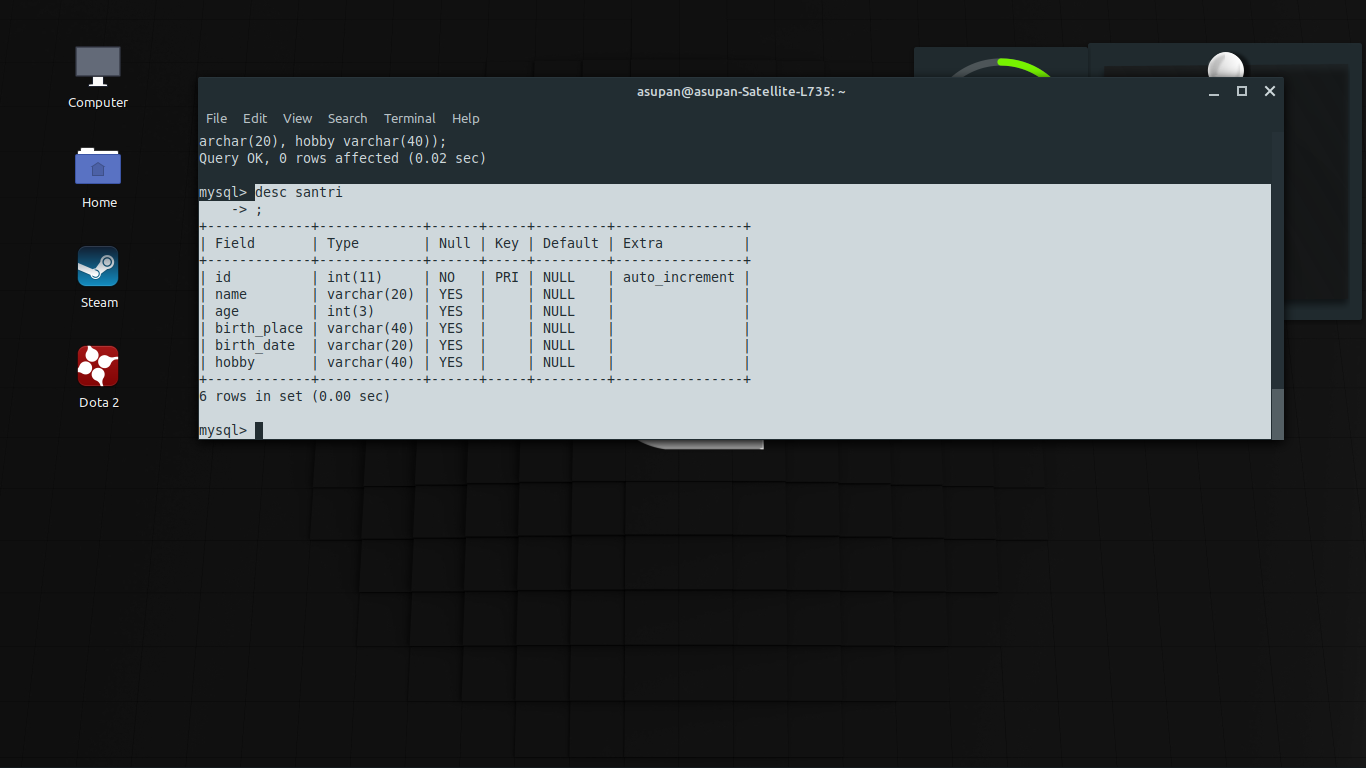 Computer
Home
Steam
Dota 2
asupan@asupan-Satellite-L735: ~
File Edit View Search Terminal Help
archar(20), hobby varchar(40));
Query OK, 0 rows affected (0.02 sec)
mysql> desc santri
    -> ;
+-------------+-------------+------+-----+---------+----------------+
| Field       | Type        | Null | Key | Default | Extra          |
+-------------+-------------+------+-----+---------+----------------+
| id          | int(11)     | NO   | PRI | NULL    | auto_increment |
| name        | varchar(20) | YES  |     | NULL    |                |
| age         | int(3)      | YES  |     | NULL    |                |
| birth_place | varchar(40) | YES  |     | NULL    |                |
| birth_date  | varchar(20) | YES  |     | NULL    |                |
| hobby       | varchar(40) | YES  |     | NULL    |                |
+-------------+-------------+------+-----+---------+----------------+
6 rows in set (0.00 sec)
mysql>